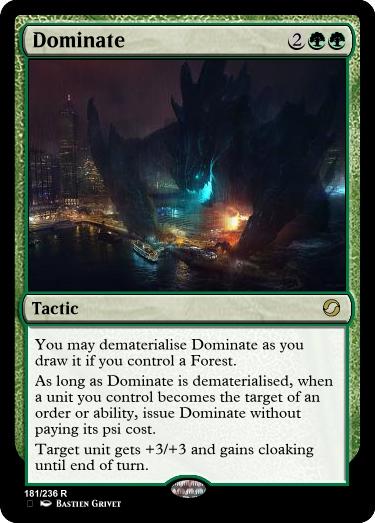 Dominate 2
Tactic
You may dematerialise Dominate as you
draw it if you control a Forest.
As long as Dominate is dematerialised, when
a unit you control becomes the target of an
order or ability, issue Dominate without
paying its psi cost.
Target unit gets +3/+3 and gains cloaking
until end of turn.
181/236 R
Bastien Grivet